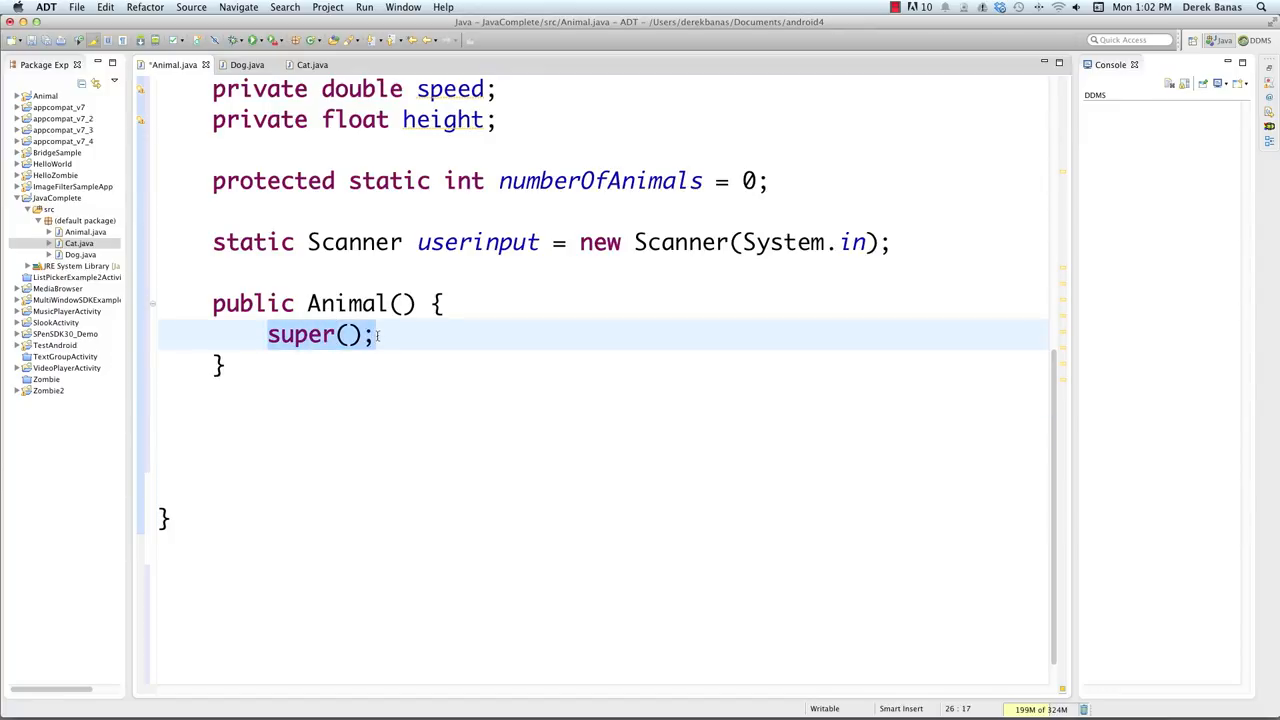 ADT File Edit Refactor Source Navigate Search Project Run Window Help 10 Mon 1:02 PM Derek Banas
Java – JavaComplete/src/Animal.java – ADT – /Users/derekbanas/Documents/android4
Quick Access Java DDMS
Package Exp
*Animal.java Dog.java Cat.java
Console
DDMS
Animal
appcompat_v7
appcompat_v7_2
appcompat_v7_3
appcompat_v7_4
BridgeSample
HelloWorld
HelloZombie
ImageFilterSampleApp
JavaComplete
src
(default package)
Animal.java
Cat.java
Dog.java
JRE System Library [
ListPickerExample2Activi
MediaBrowser
MultiWindowSDKExample
MusicPlayerActivity
SlookActivity
SPenSDK30_Demo
TestAndroid
TextGroupActivity
VideoPlayerActivity
Zombie
Zombie2
private double speed;
private float height;
protected static int numberOfAnimals = 0;
static Scanner userinput = new Scanner(System.in);
public Animal() {
super();
}
}
Writable Smart Insert 26 : 17 199M of 324M